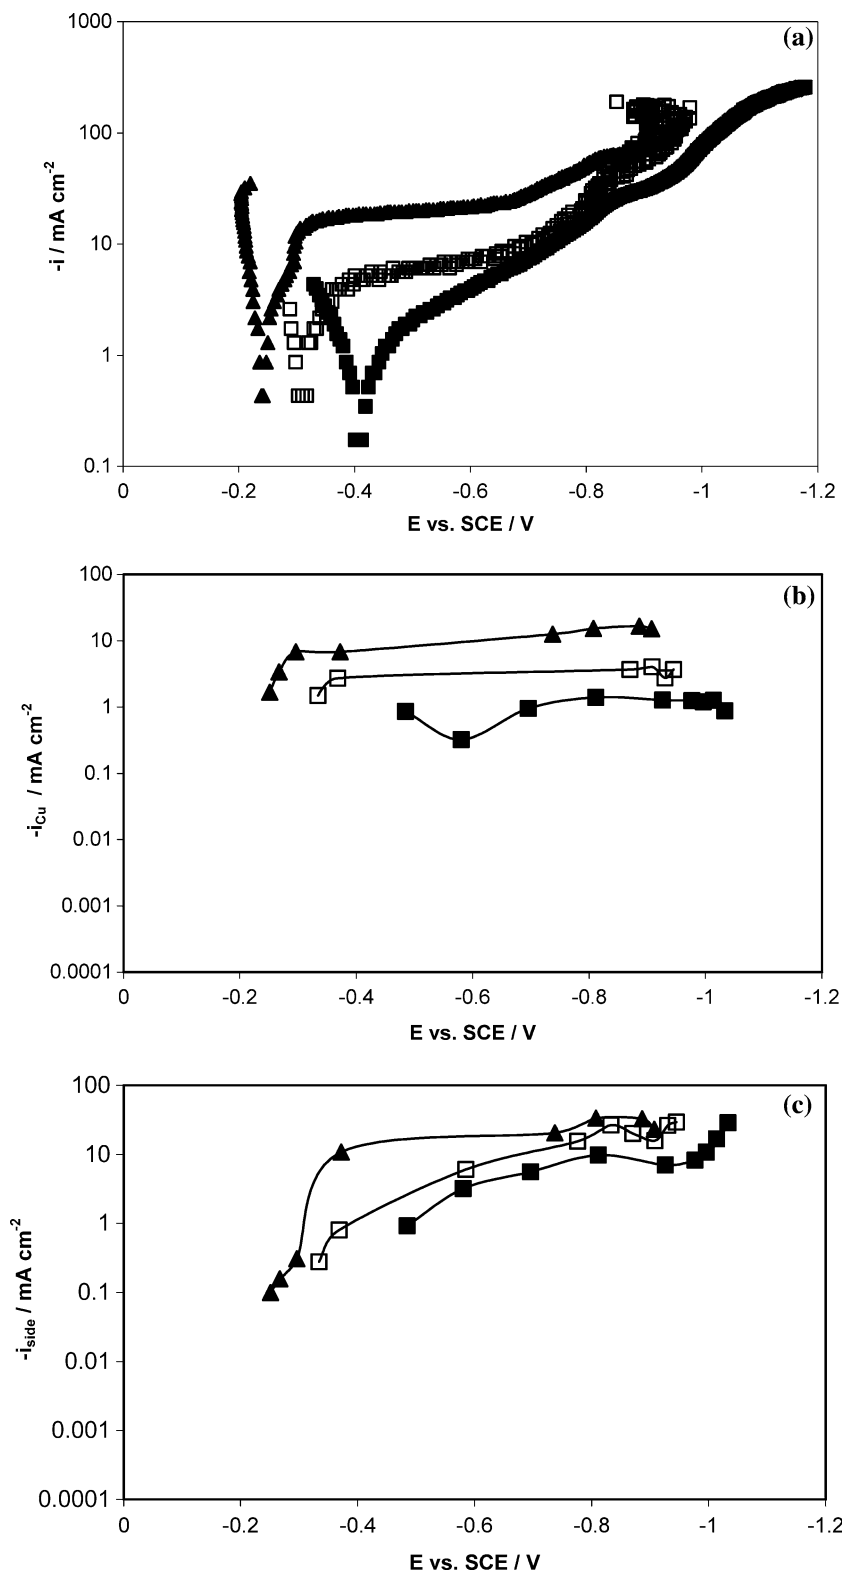 (a)
1000
100
10
1
0.1
-i / mA cm-2
0 -0.2 -0.4 -0.6 -0.8 -1 -1.2
E vs. SCE / V
(b)
100
10
1
0.1
0.01
0.001
0.0001
-iCu / mA cm-2
0 -0.2 -0.4 -0.6 -0.8 -1 -1.2
E vs. SCE / V
(c)
100
10
1
0.1
0.01
0.001
0.0001
-iside / mA cm-2
0 -0.2 -0.4 -0.6 -0.8 -1 -1.2
E vs. SCE / V